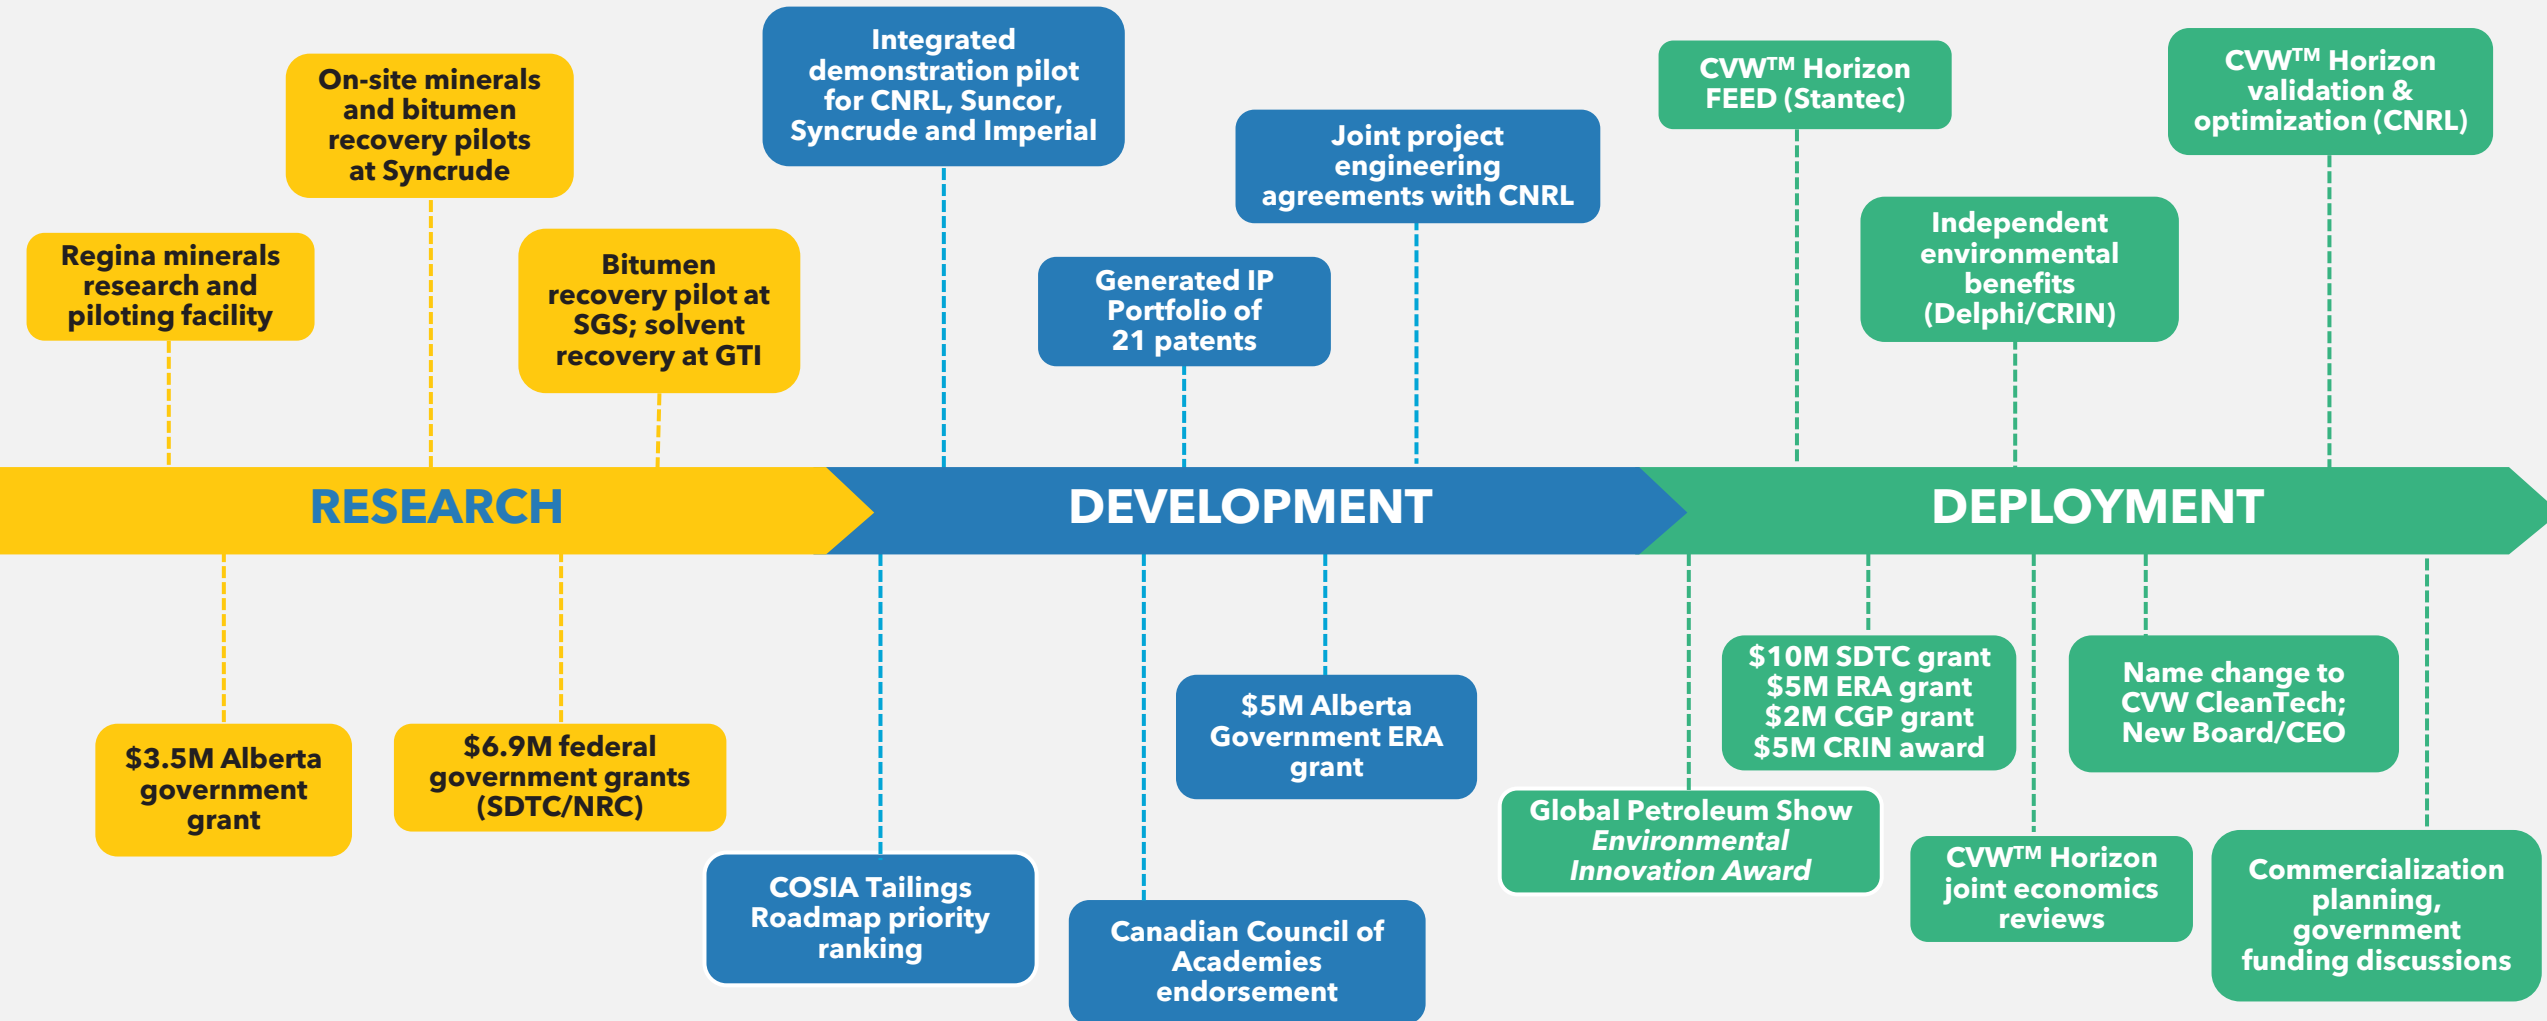 Regina minerals
research and
piloting facility
On-site minerals
and bitumen
recovery pilots
at Syncrude
Bitumen
recovery pilot at
SGS; solvent
recovery at GTI
Integrated
demonstration pilot
for CNRL, Suncor,
Syncrude and Imperial
Generated IP
Portfolio of
21 patents
Joint project
engineering
agreements with CNRL
CVW™ Horizon
FEED (Stantec)
Independent
environmental
benefits
(Delphi/CRIN)
CVW™ Horizon
validation &
optimization (CNRL)
RESEARCH
DEVELOPMENT
DEPLOYMENT
$3.5M Alberta
government
grant
$6.9M federal
government grants
(SDTC/NRC)
COSIA Tailings
Roadmap priority
ranking
Canadian Council of
Academies
endorsement
$5M Alberta
Government ERA
grant
Global Petroleum Show
Environmental
Innovation Award
$10M SDTC grant
$5M ERA grant
$2M CGP grant
$5M CRIN award
CVW™ Horizon
joint economics
reviews
Name change to
CVW CleanTech;
New Board/CEO
Commercialization
planning,
government
funding discussions